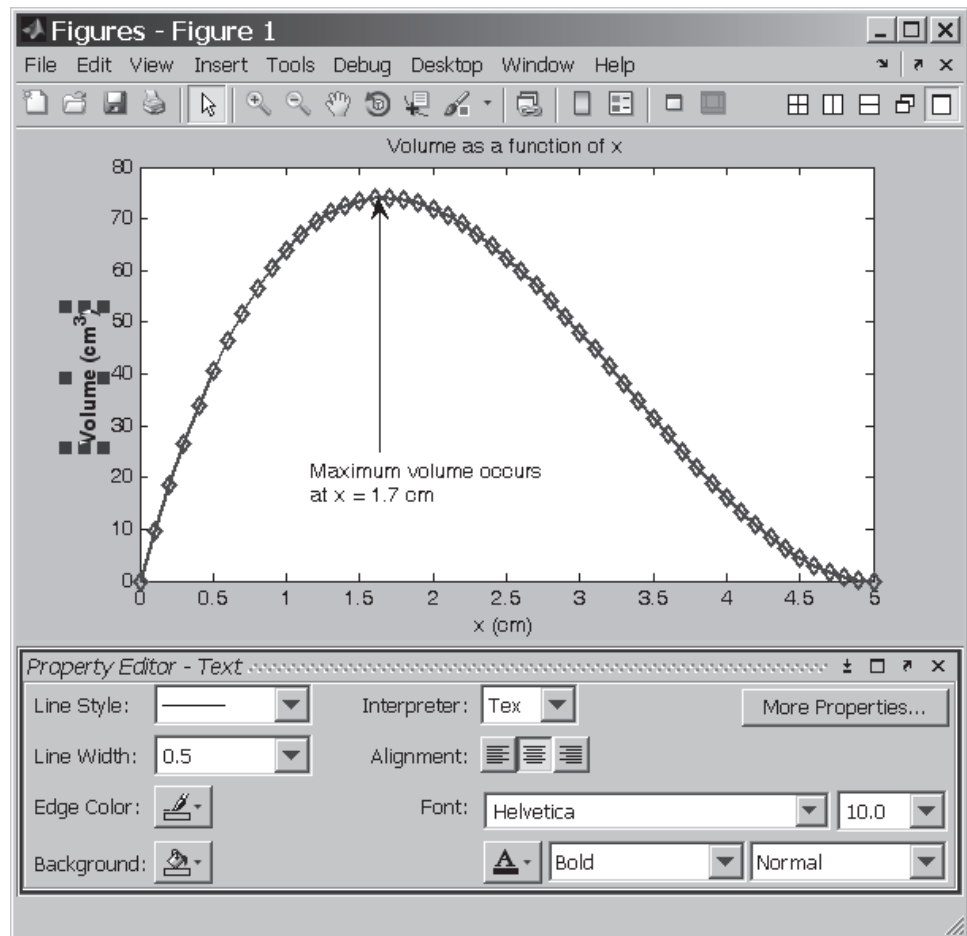 Figures - Figure 1
File Edit View Insert Tools Debug Desktop Window Help
Volume as a function of x
80
70
60
50
40
30
20
10
0
Volume (cm³)
Maximum volume occurs
at x = 1.7 cm
0 0.5 1 1.5 2 2.5 3 3.5 4 4.5 5
x (cm)
Property Editor - Text
Line Style: Interpreter: Tex More Properties...
Line Width: 0.5 Alignment:
Edge Color: Font: Helvetica 10.0
Background: A Bold Normal